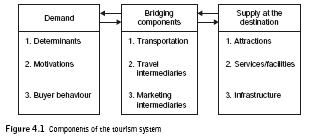 Demand
1. Determinants
2. Motivations
3. Buyer behaviour
Bridging
components
1. Transportation
2. Travel
intermediaries
3. Marketing
intermediaries
Supply at the
destination
1. Attractions
2. Services/facilities
3. Infrastructure
Figure 4.1 Components of the tourism system